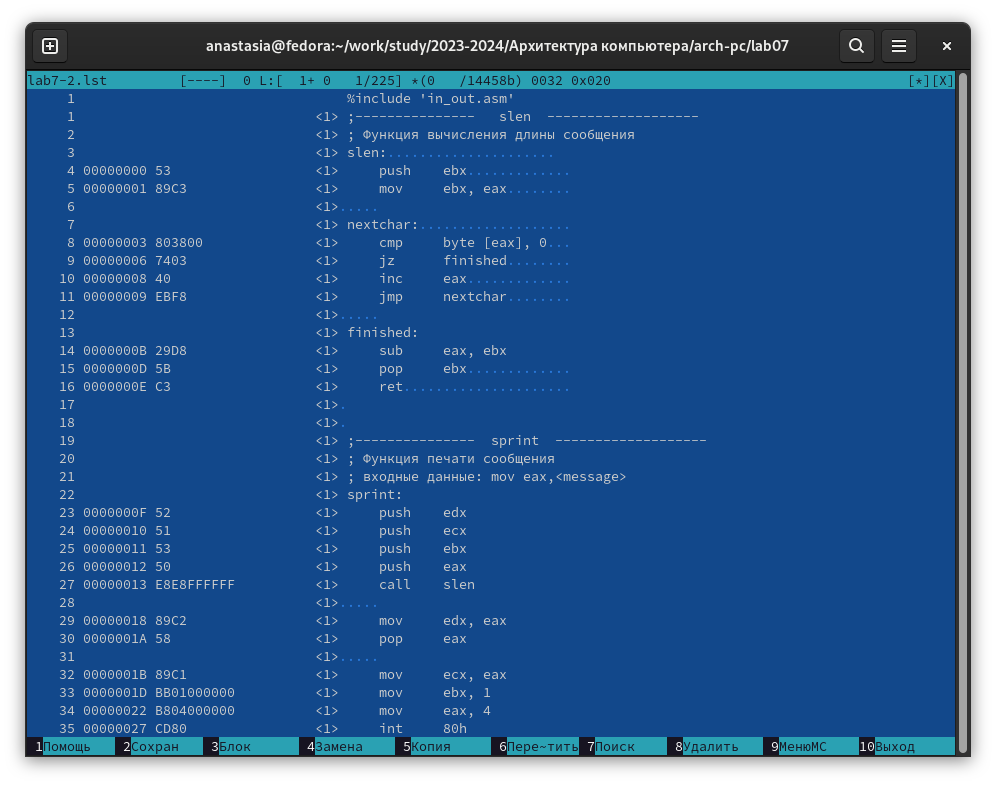 anastasia@fedora:~/work/study/2023-2024/Архитектура компьютера/arch-pc/lab07
lab7-2.lst         [----]  0 L:[  1+ 0   1/225] *(0   /14458b) 0032 0x020                                     [*][X]
     1                                  %include 'in_out.asm'
     1                              <1> ;---------------   slen  -------------------
     2                              <1> ; Функция вычисления длины сообщения
     3                              <1> slen:.....................
     4 00000000 53                  <1>     push    ebx.............
     5 00000001 89C3                <1>     mov     ebx, eax........
     6                              <1>.....
     7                              <1> nextchar:...................
     8 00000003 803800              <1>     cmp     byte [eax], 0...
     9 00000006 7403                <1>     jz      finished........
    10 00000008 40                  <1>     inc     eax.............
    11 00000009 EBF8                <1>     jmp     nextchar........
    12                              <1>.....
    13                              <1> finished:
    14 0000000B 29D8                <1>     sub     eax, ebx
    15 0000000D 5B                  <1>     pop     ebx.............
    16 0000000E C3                  <1>     ret.....................
    17                              <1>.
    18                              <1>.
    19                              <1> ;---------------  sprint  -------------------
    20                              <1> ; Функция печати сообщения
    21                              <1> ; входные данные: mov eax,<message>
    22                              <1> sprint:
    23 0000000F 52                  <1>     push    edx
    24 00000010 51                  <1>     push    ecx
    25 00000011 53                  <1>     push    ebx
    26 00000012 50                  <1>     push    eax
    27 00000013 E8E8FFFFFF          <1>     call    slen
    28                              <1>.....
    29 00000018 89C2                <1>     mov     edx, eax
    30 0000001A 58                  <1>     pop     eax
    31                              <1>.....
    32 0000001B 89C1                <1>     mov     ecx, eax
    33 0000001D BB01000000          <1>     mov     ebx, 1
    34 00000022 B804000000          <1>     mov     eax, 4
    35 00000027 CD80                <1>     int     80h
 1Помощь   2Сохран   3Блок   4Замена   5Копия   6Пере~тить 7Поиск   8Удалить   9МенюMC   10Выход